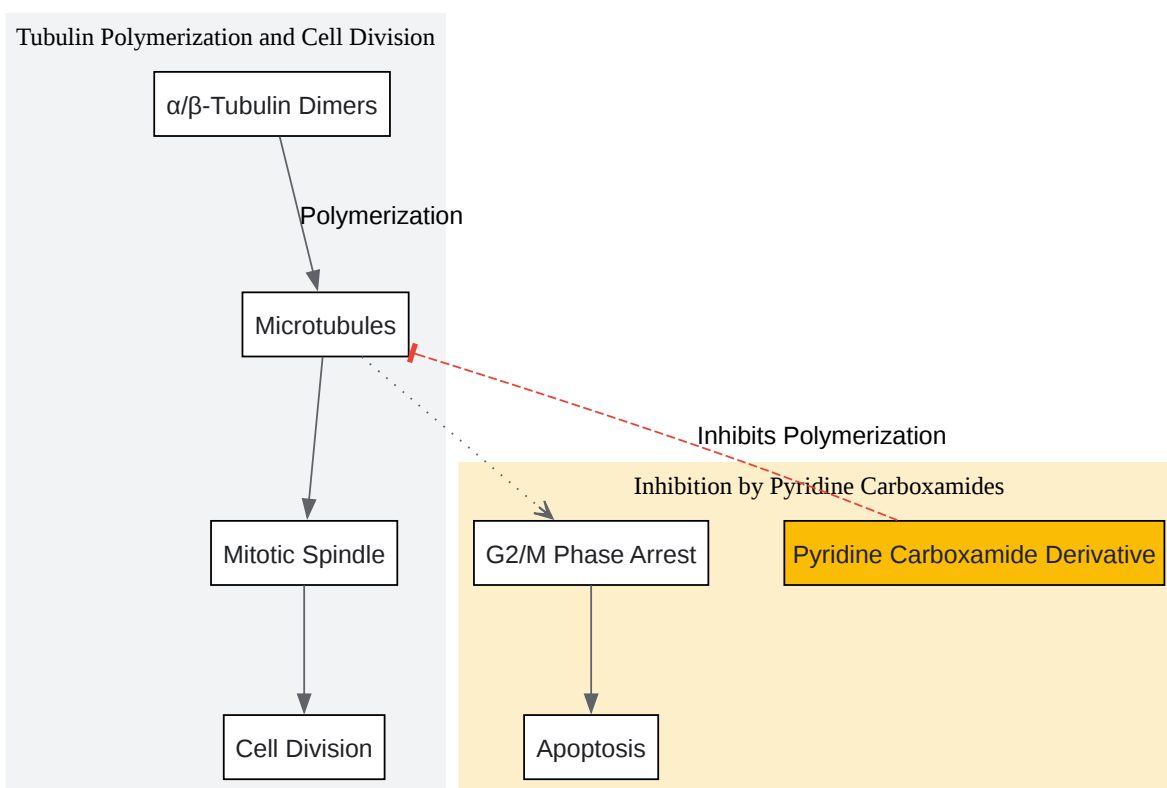 Tubulin Polymerization and Cell Division
α/β-Tubulin Dimers
Polymerization
Microtubules
Inhibits Polymerization
Inhibition by Pyridine Carboxamides
Mitotic Spindle
G2/M Phase Arrest
Pyridine Carboxamide Derivative
Cell Division
Apoptosis